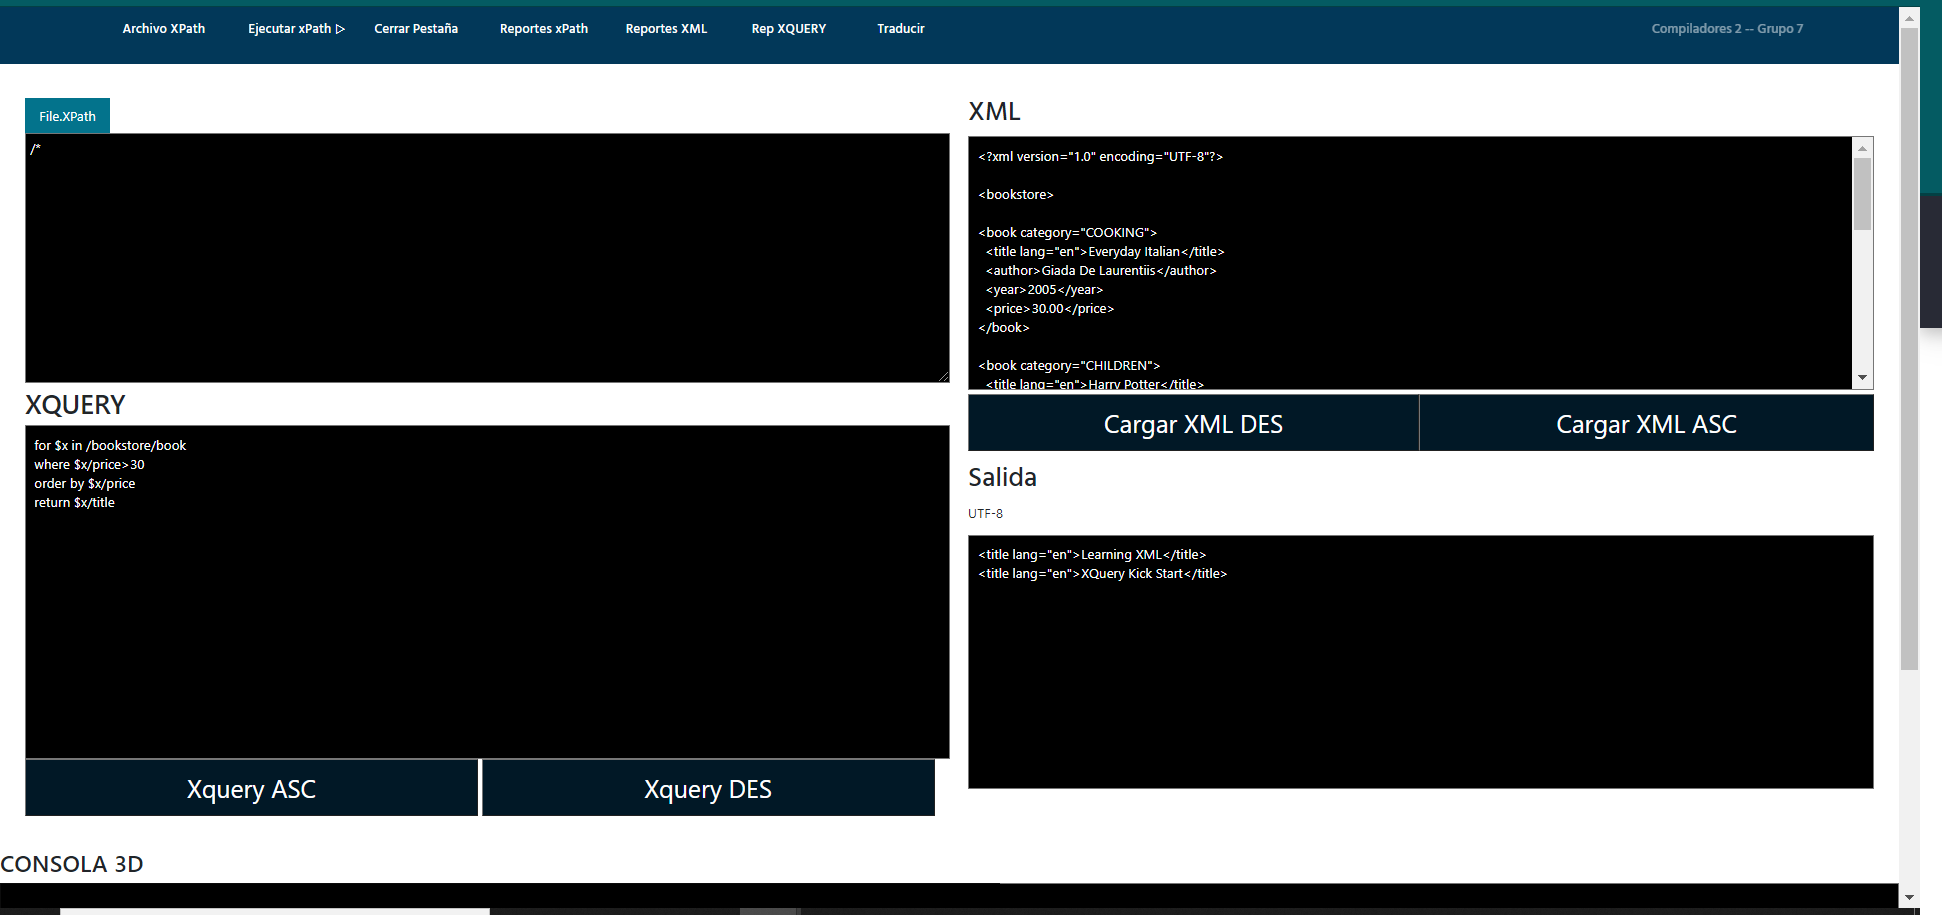 Archivo XPath
Ejecutar xPath ▷
Cerrar Pestaña
Reportes xPath
Reportes XML
Rep XQUERY
Traducir
Compiladores 2 -- Grupo 7
File.XPath
/*
XQUERY
for $x in /bookstore/book
where $x/price>30
order by $x/price
return $x/title
Xquery ASC
Xquery DES
XML
<?xml version="1.0" encoding="UTF-8"?>
<bookstore>
<book category="COOKING">
<title lang="en">Everyday Italian</title>
<author>Giada De Laurentiis</author>
<year>2005</year>
<price>30.00</price>
</book>
<book category="CHILDREN">
<title lang="en">Harry Potter</title>
Cargar XML DES
Cargar XML ASC
Salida
UTF-8
<title lang="en">Learning XML</title>
<title lang="en">XQuery Kick Start</title>
CONSOLA 3D